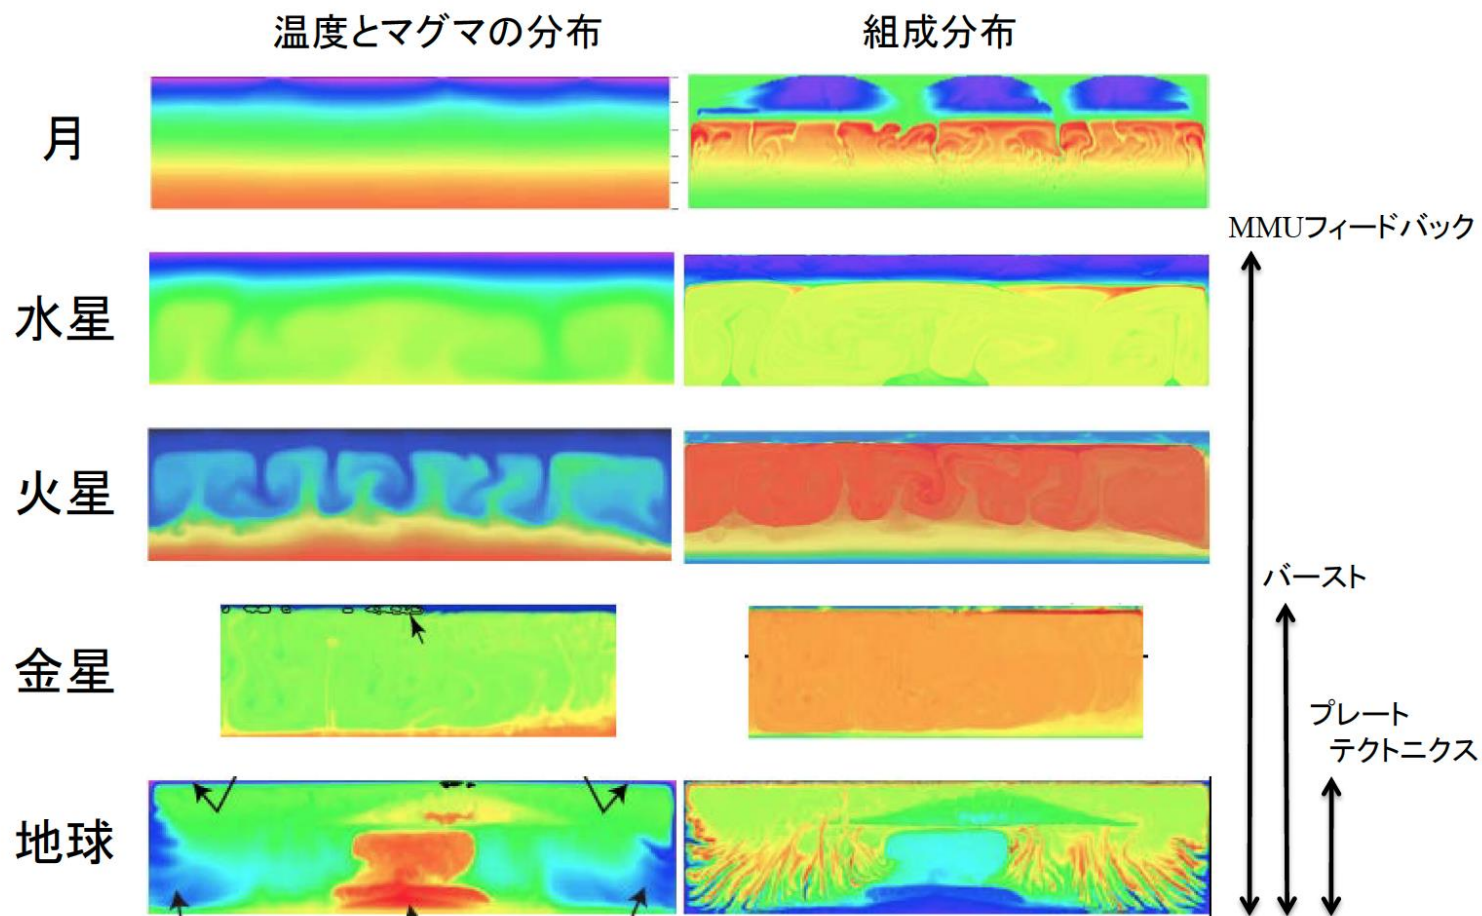 温度とマグマの分布
組成分布
月
水星
火星
金星
地球
MMUフィードバック
バースト
プレート
テクトニクス